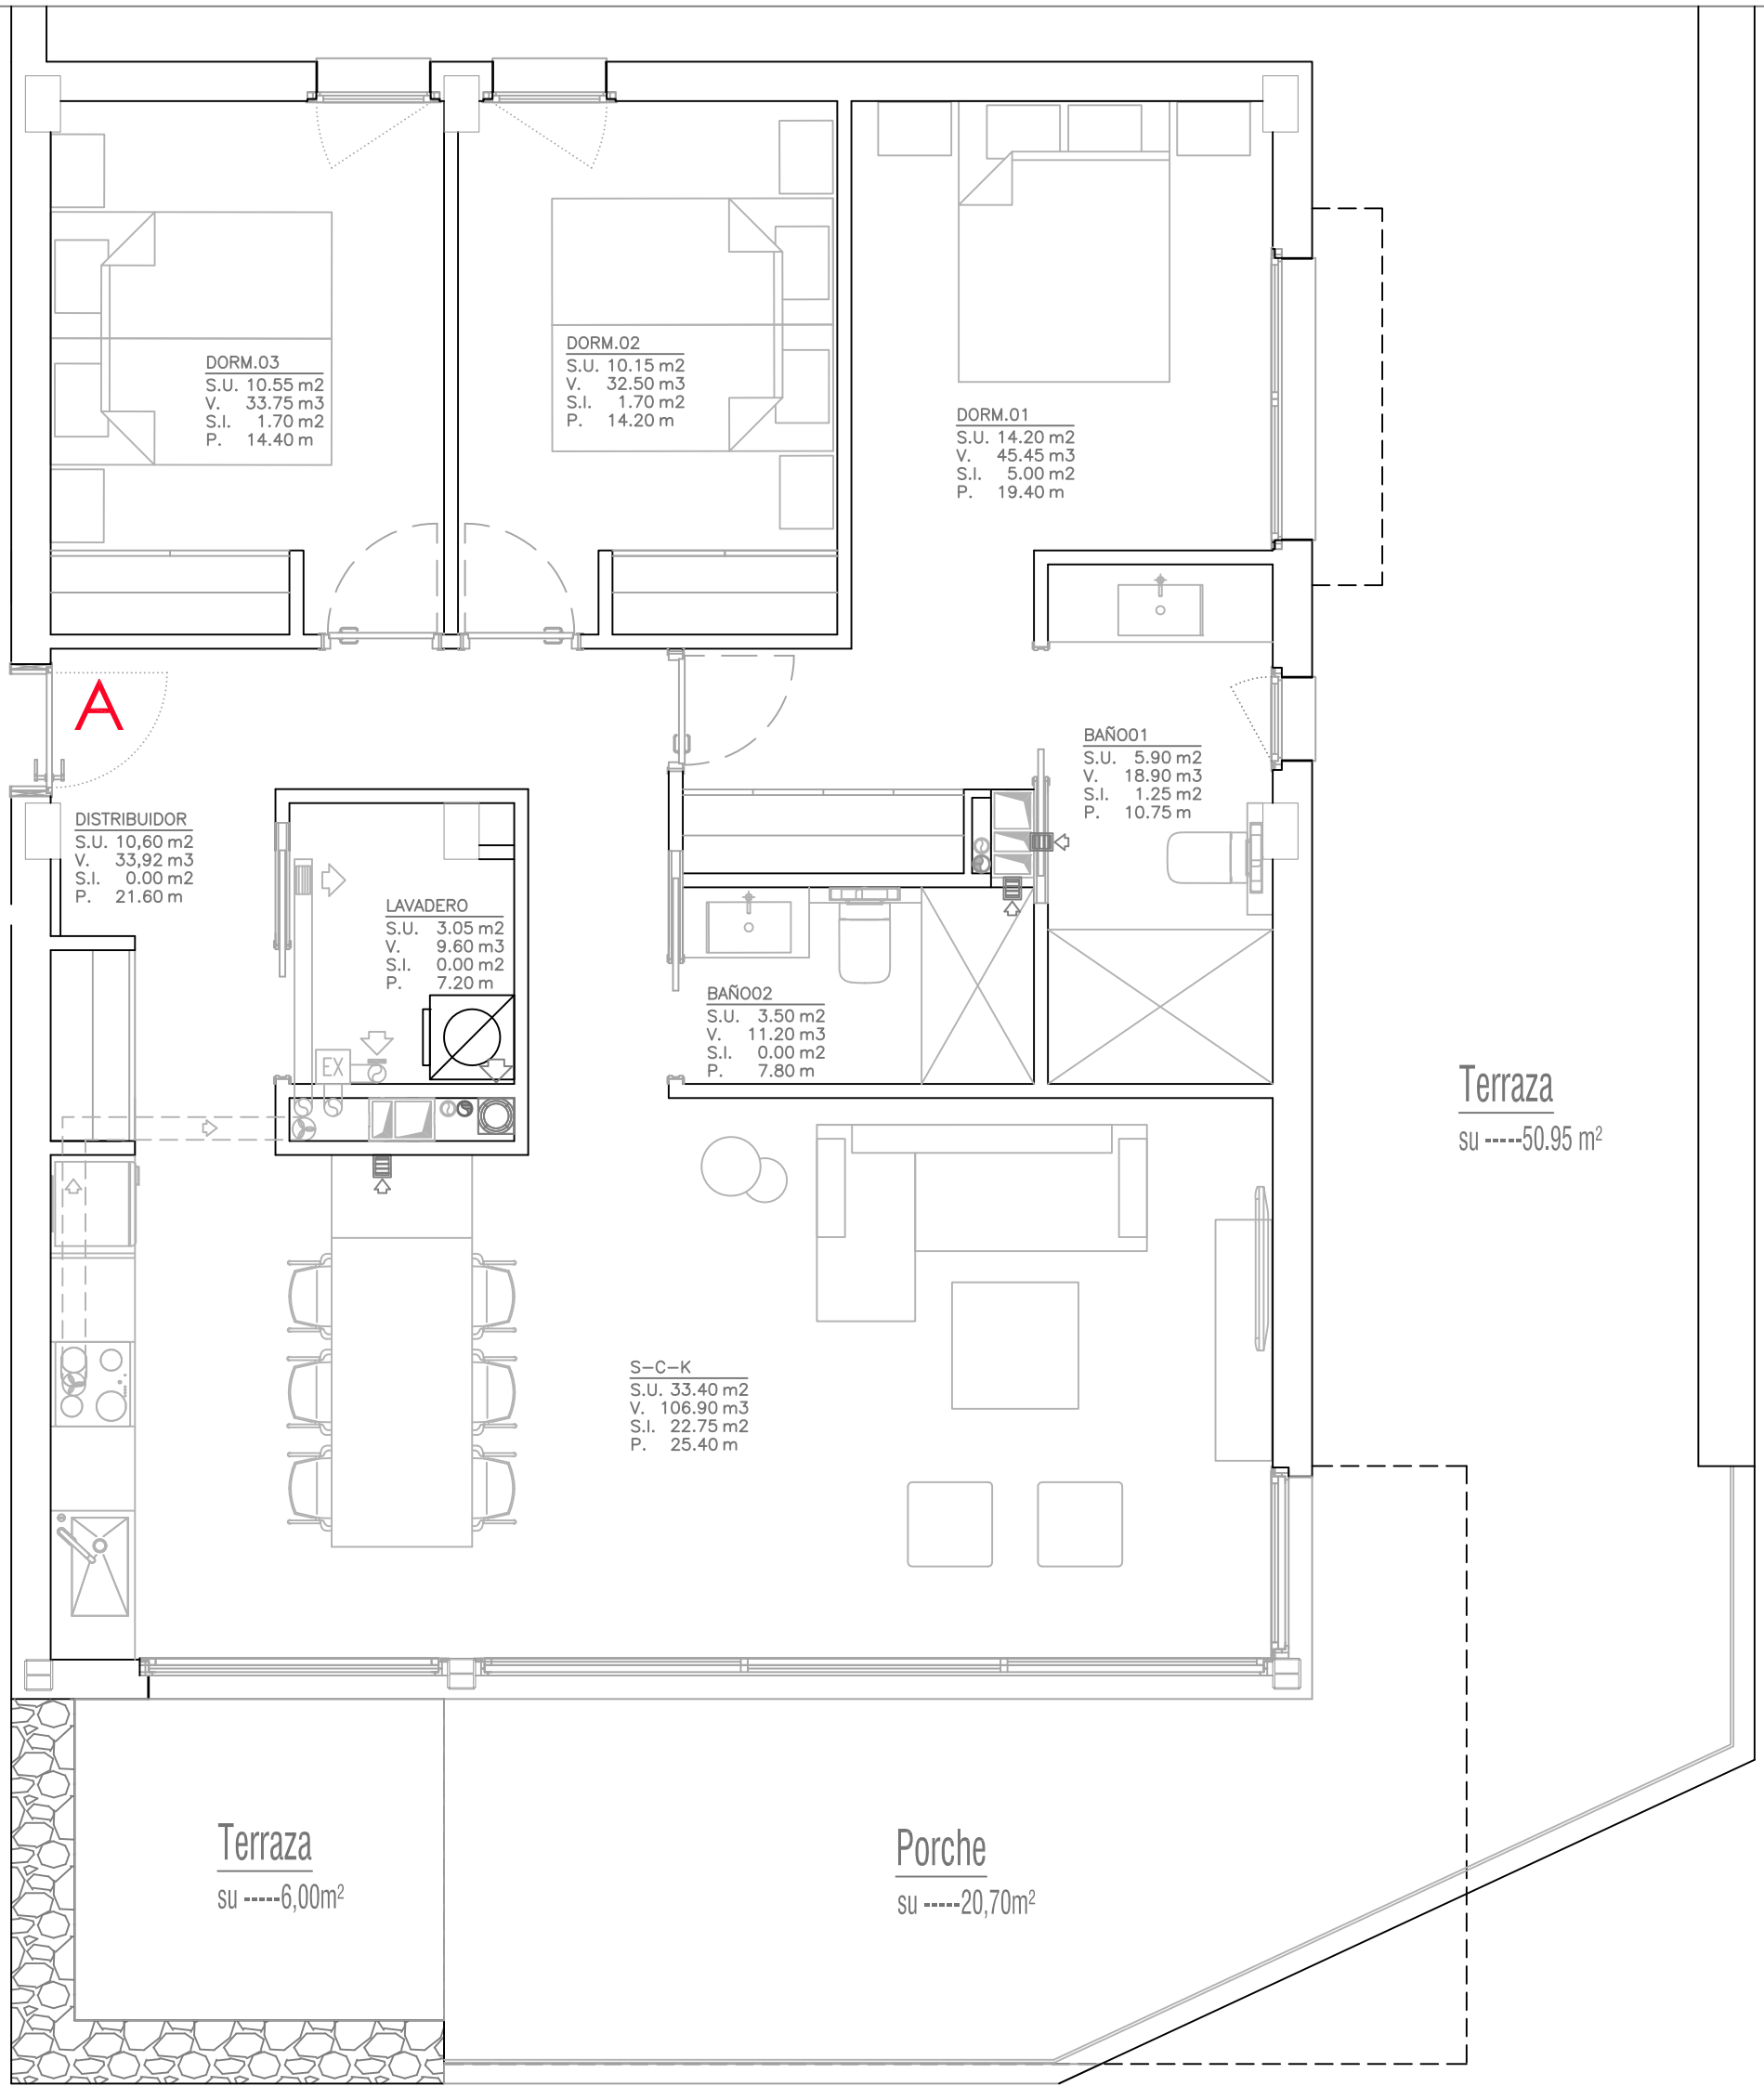 DORM.03
S.U. 10.55 m2
V. 33.75 m3
S.I. 1.70 m2
P. 14.40 m
DORM.02
S.U. 10.15 m2
V. 32.50 m3
S.I. 1.70 m2
P. 14.20 m
DORM.01
S.U. 14.20 m2
V. 45.45 m3
S.I. 5.00 m2
P. 19.40 m
A
BAÑO01
S.U. 5.90 m2
V. 18.90 m3
S.I. 1.25 m2
P. 10.75 m
DISTRIBUIDOR
S.U. 10,60 m2
V. 33,92 m3
S.I. 0.00 m2
P. 21.60 m
LAVADERO
S.U. 3.05 m2
V. 9.60 m3
S.I. 0.00 m2
P. 7.20 m
EX
BAÑO02
S.U. 3.50 m2
V. 11.20 m3
S.I. 0.00 m2
P. 7.80 m
Terraza
su -----50.95 m²
S-C-K
S.U. 33.40 m2
V. 106.90 m3
S.I. 22.75 m2
P. 25.40 m
Terraza
su -----6,00m²
Porche
su -----20,70m²